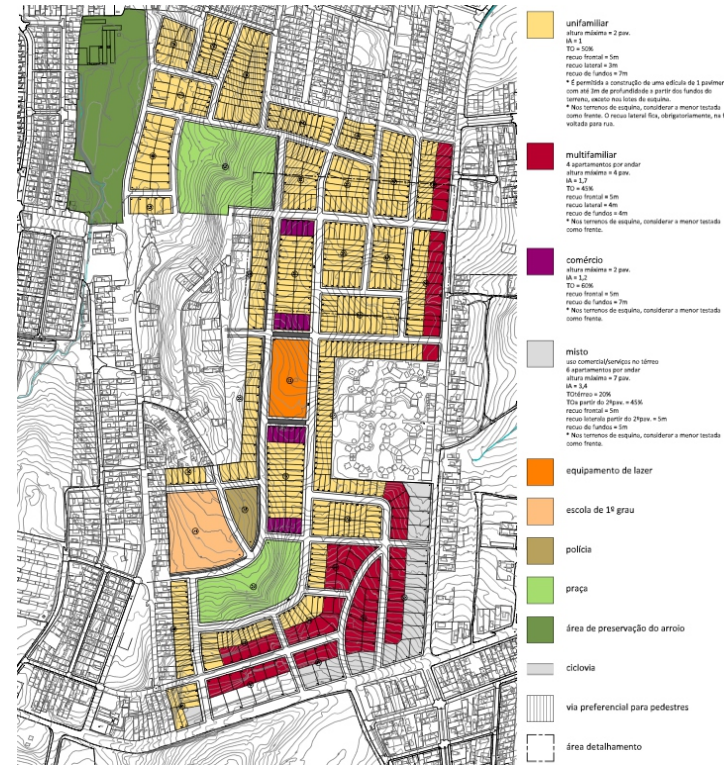 unifamiliar
altura máxima = 2 pav.
IA = 1
TO = 50%
recuo frontal = 5m
recuo lateral = 3m
recuo de fundos = 7m
* É permitida a construção de uma edícula de 1 pavimen
com até 3m de profundidade a partir dos fundos do
terreno, exceto nos lotes de esquina.
* Nos terrenos de esquina, considerar a menor testada
como frente. O recuo lateral fica, obrigatoriamente, na f
voltada para rua.
multifamiliar
4 apartamentos por andar
altura máxima = 4 pav.
IA = 1,7
TO = 45%
recuo frontal = 5m
recuo lateral = 4m
recuo de fundos = 4m
* Nos terrenos de esquina, considerar a menor testada
como frente.
comércio
altura máxima = 2 pav.
IA = 1,2
TO = 60%
recuo frontal = 5m
recuo de fundos = 7m
* Nos terrenos de esquina, considerar a menor testada
como frente.
misto
uso comercial/serviços no térreo
6 apartamentos por andar
altura máxima = 7 pav.
IA = 3,4
TOtérreo = 20%
TOa partir do 2ºpav. = 45%
recuo frontal = 5m
recuo laterala partir do 2ºpav. = 5m
recuo de fundos = 5m
* Nos terrenos de esquina, considerar a menor testada
como frente.
equipamento de lazer
escola de 1º grau
polícia
praça
área de preservação do arroio
ciclovia
via preferencial para pedestres
área detalhamento